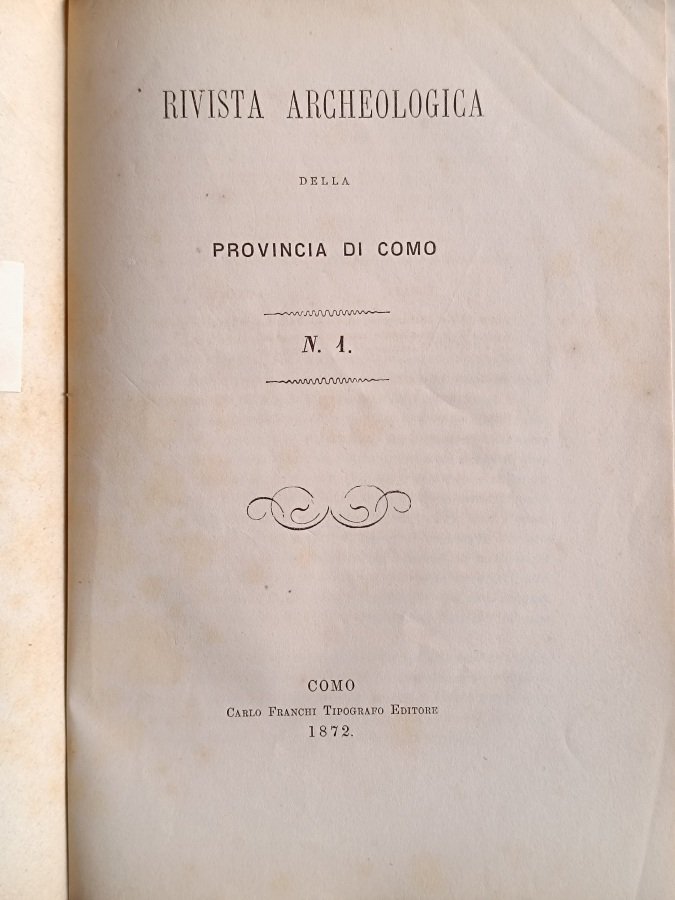 RIVISTA ARCHEOLOGICA
DELLA
PROVINCIA DI COMO
N. 1.
COMO
CARLO FRANCHI TIPOGRAFO EDITORE
1872.